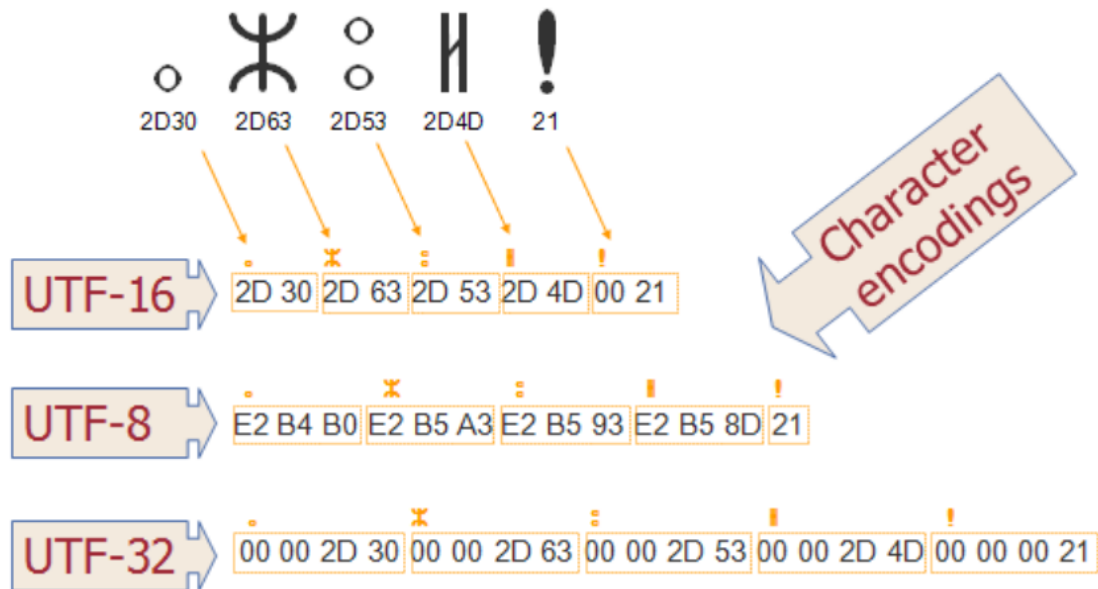 ⴰ ⵣ ⵓ ⵍ !
2D30 2D63 2D53 2D4D 21
Character
encodings
ⴰ ⵣ ⵓ ⵍ !
UTF-16 2D 30 2D 63 2D 53 2D 4D 00 21
ⴰ ⵣ ⵓ ⵍ !
UTF-8 E2 B4 B0 E2 B5 A3 E2 B5 93 E2 B5 8D 21
ⴰ ⵣ ⵓ ⵍ !
UTF-32 00 00 2D 30 00 00 2D 63 00 00 2D 53 00 00 2D 4D 00 00 00 21